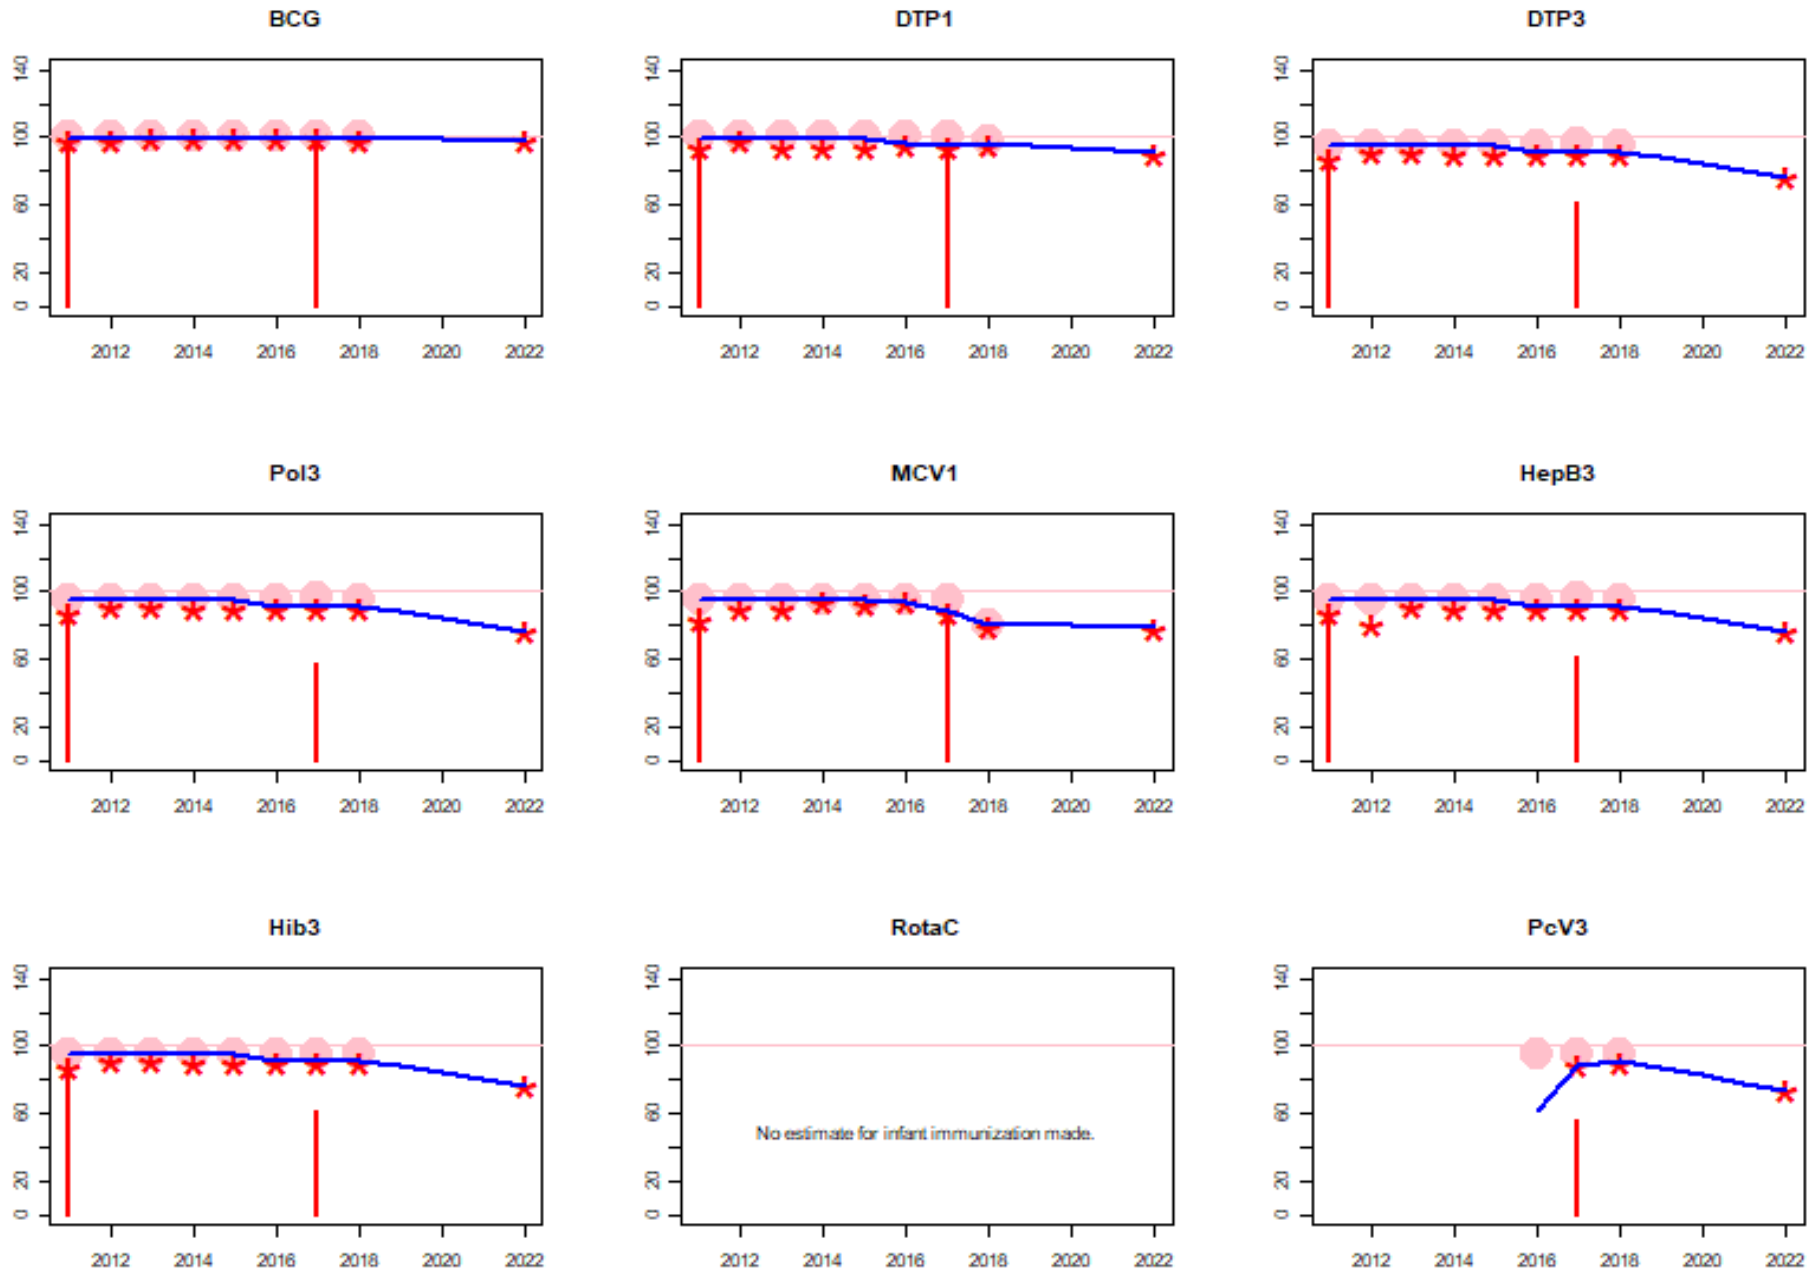 BCG DTP1 DTP3
140 140 140
100 100 100
60 60 60
20 20 20
0 0 0
2012 2014 2016 2018 2020 2022 2012 2014 2016 2018 2020 2022 2012 2014 2016 2018 2020 2022
Pol3 MCV1 HepB3
140 140 140
100 100 100
60 60 60
20 20 20
0 0 0
2012 2014 2016 2018 2020 2022 2012 2014 2016 2018 2020 2022 2012 2014 2016 2018 2020 2022
Hib3 RotaC PcV3
140 140 140
100 100 100
60 60 60
No estimate for infant immunization made.
20 20 20
0 0 0
2012 2014 2016 2018 2020 2022 2012 2014 2016 2018 2020 2022 2012 2014 2016 2018 2020 2022